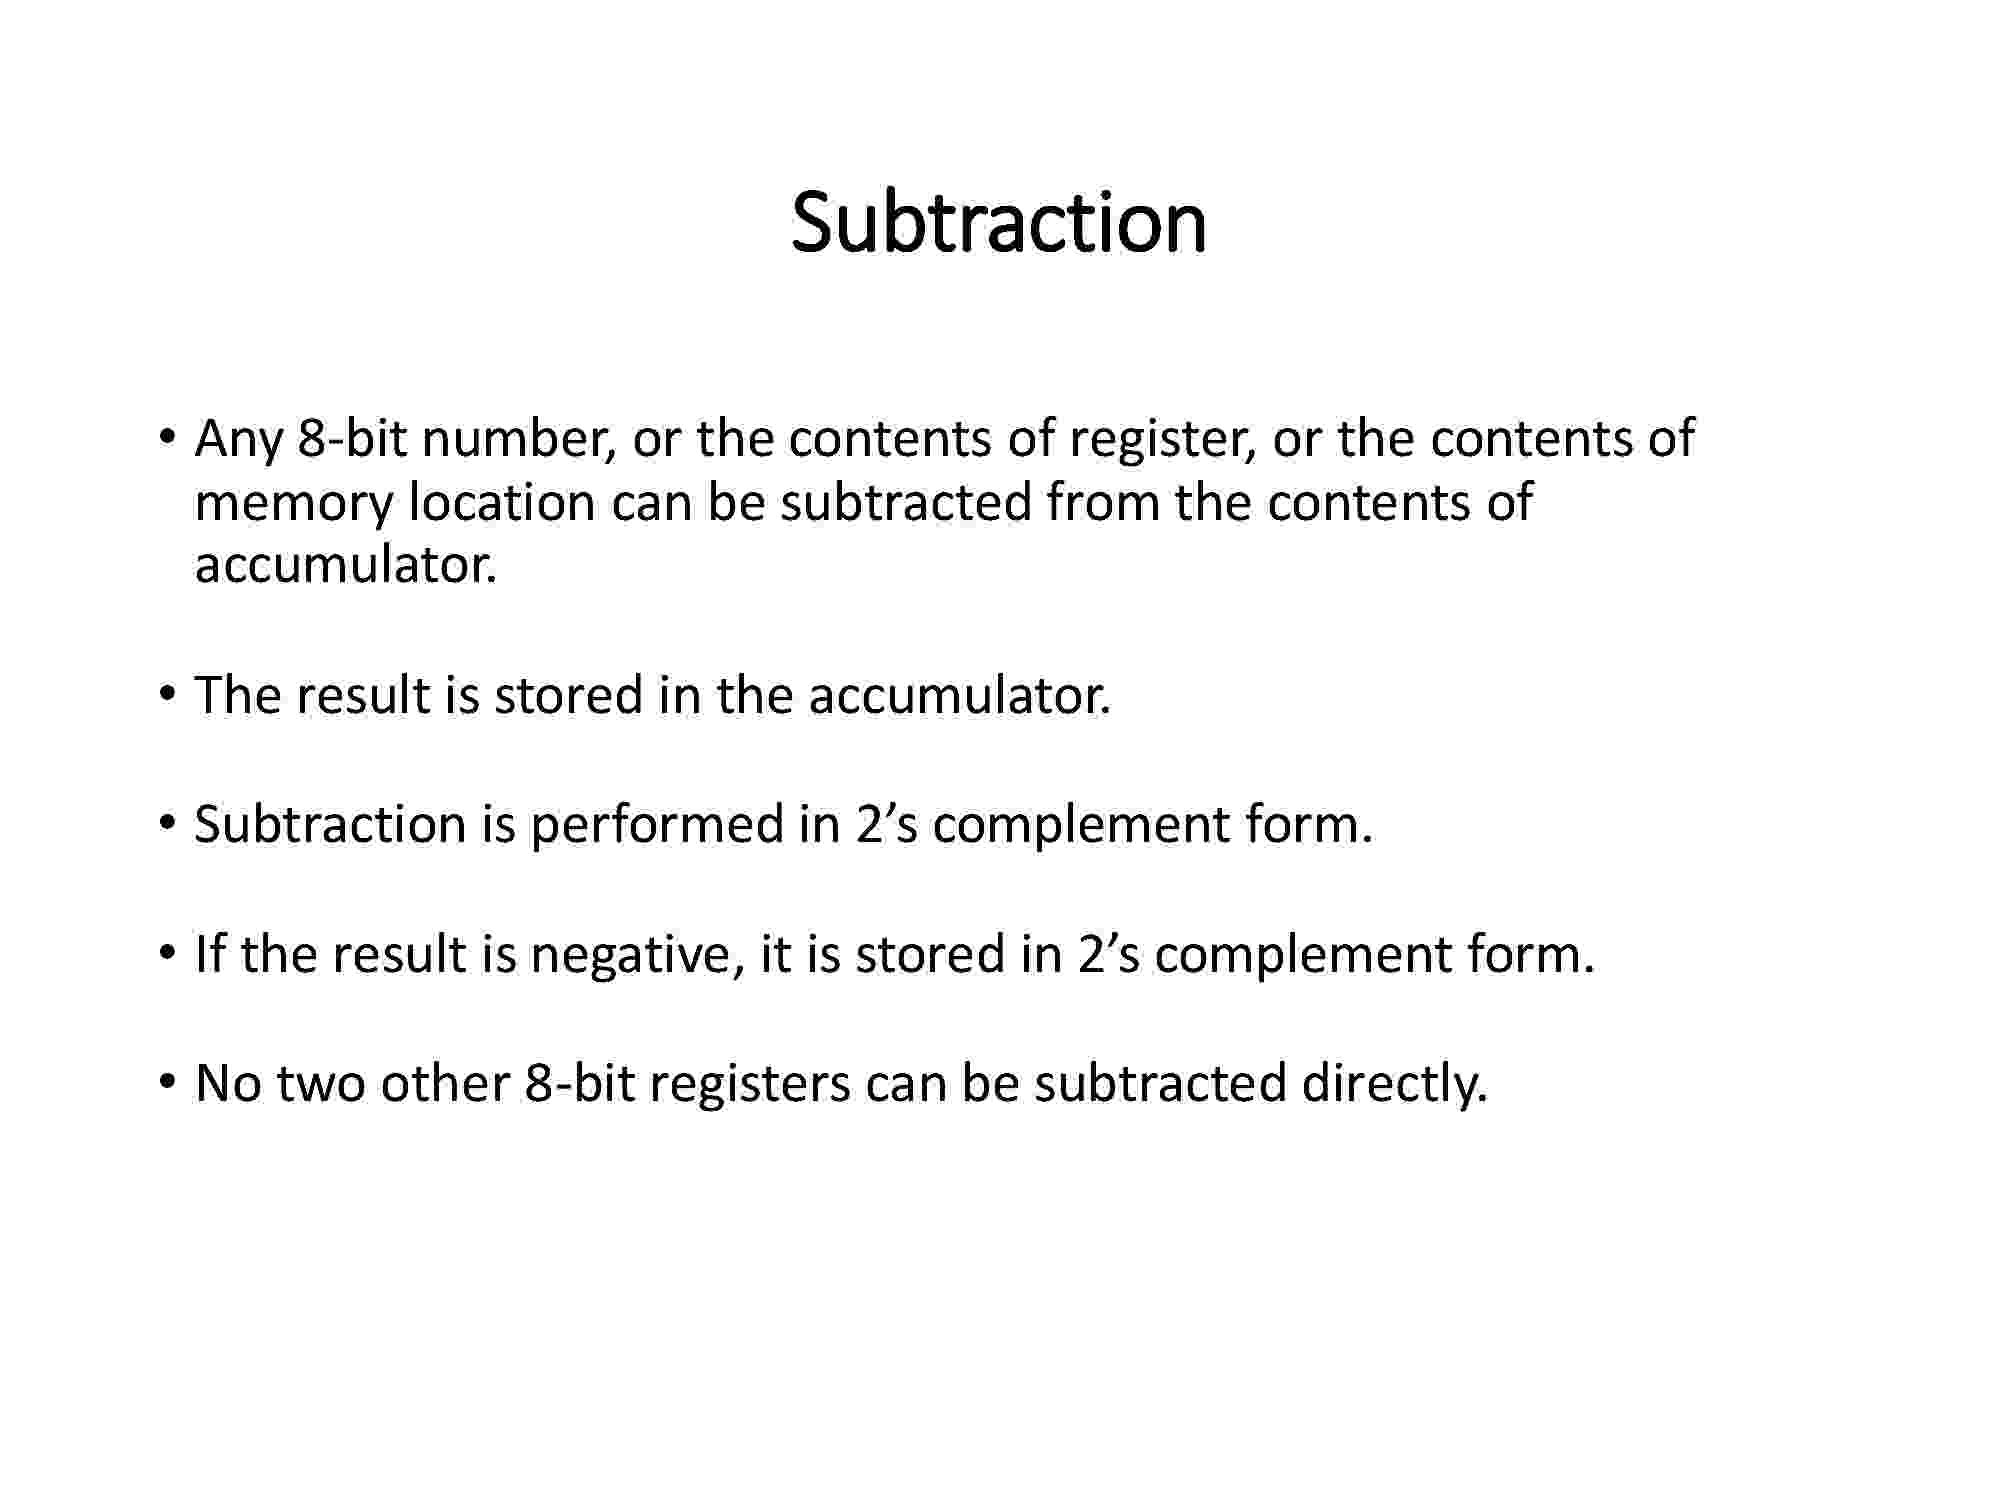 Subtraction
• Any 8-bit number, or the contents of register, or the contents of
memory location can be subtracted from the contents of
accumulator.
• The result is stored in the accumulator.
• Subtraction is performed in 2’s complement form.
• If the result is negative, it is stored in 2’s complement form.
• No two other 8-bit registers can be subtracted directly.